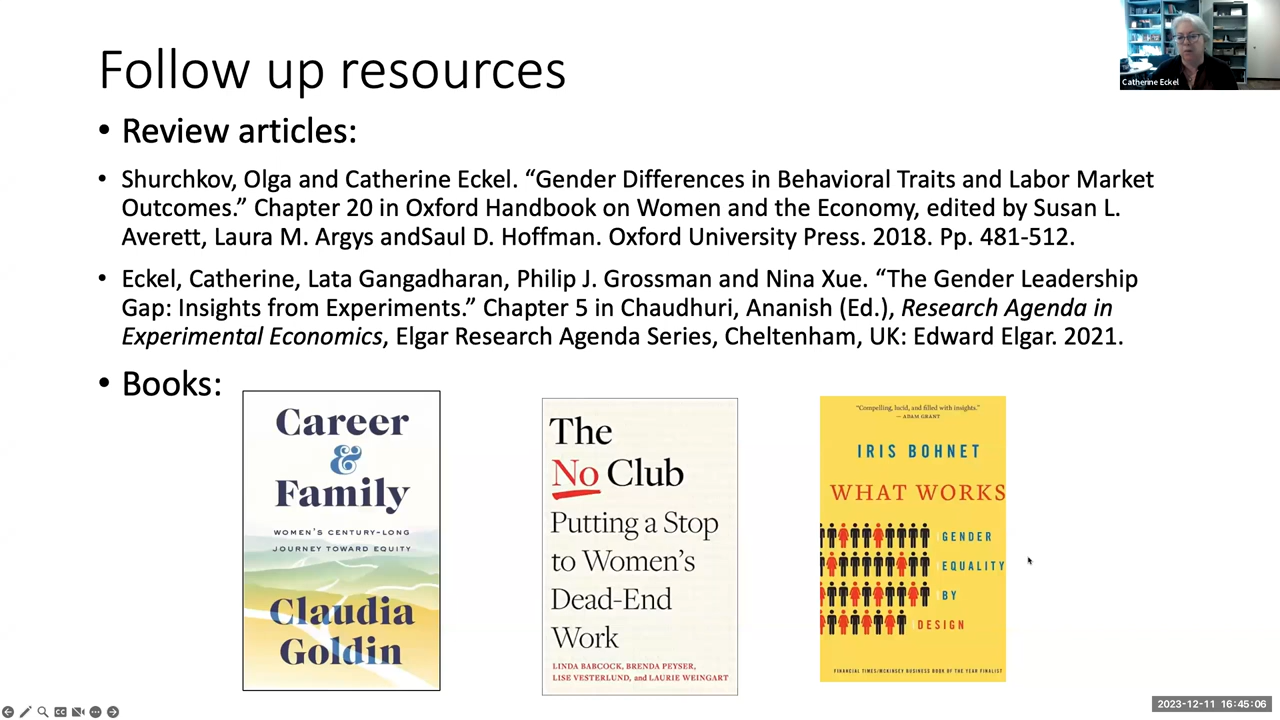 Follow up resources
Catherine Eckel
• Review articles:
• Shurchkov, Olga and Catherine Eckel. “Gender Differences in Behavioral Traits and Labor Market
Outcomes.” Chapter 20 in Oxford Handbook on Women and the Economy, edited by Susan L.
Averett, Laura M. Argys andSaul D. Hoffman. Oxford University Press. 2018. Pp. 481-512.
• Eckel, Catherine, Lata Gangadharan, Philip J. Grossman and Nina Xue. “The Gender Leadership
Gap: Insights from Experiments.” Chapter 5 in Chaudhuri, Ananish (Ed.), Research Agenda in
Experimental Economics, Elgar Research Agenda Series, Cheltenham, UK: Edward Elgar. 2021.
• Books:
Career
&
Family
WOMEN'S CENTURY-LONG
JOURNEY TOWARD EQUITY
Claudia
Goldin
The
No Club
Putting a Stop
to Women's
Dead-End
Work
LINDA BABCOCK, BRENDA PEYSER,
LISE VESTERLUND, and LAURIE WEINGART
“Compelling, lucid, and filled with insights.”
— ADAM GRANT
IRIS BOHNET
WHAT WORKS
GENDER
EQUALITY
BY
DESIGN
FINANCIAL TIMES/MCKINSEY BUSINESS BOOK OF THE YEAR FINALIST
CC
2023-12-11 16:45:06